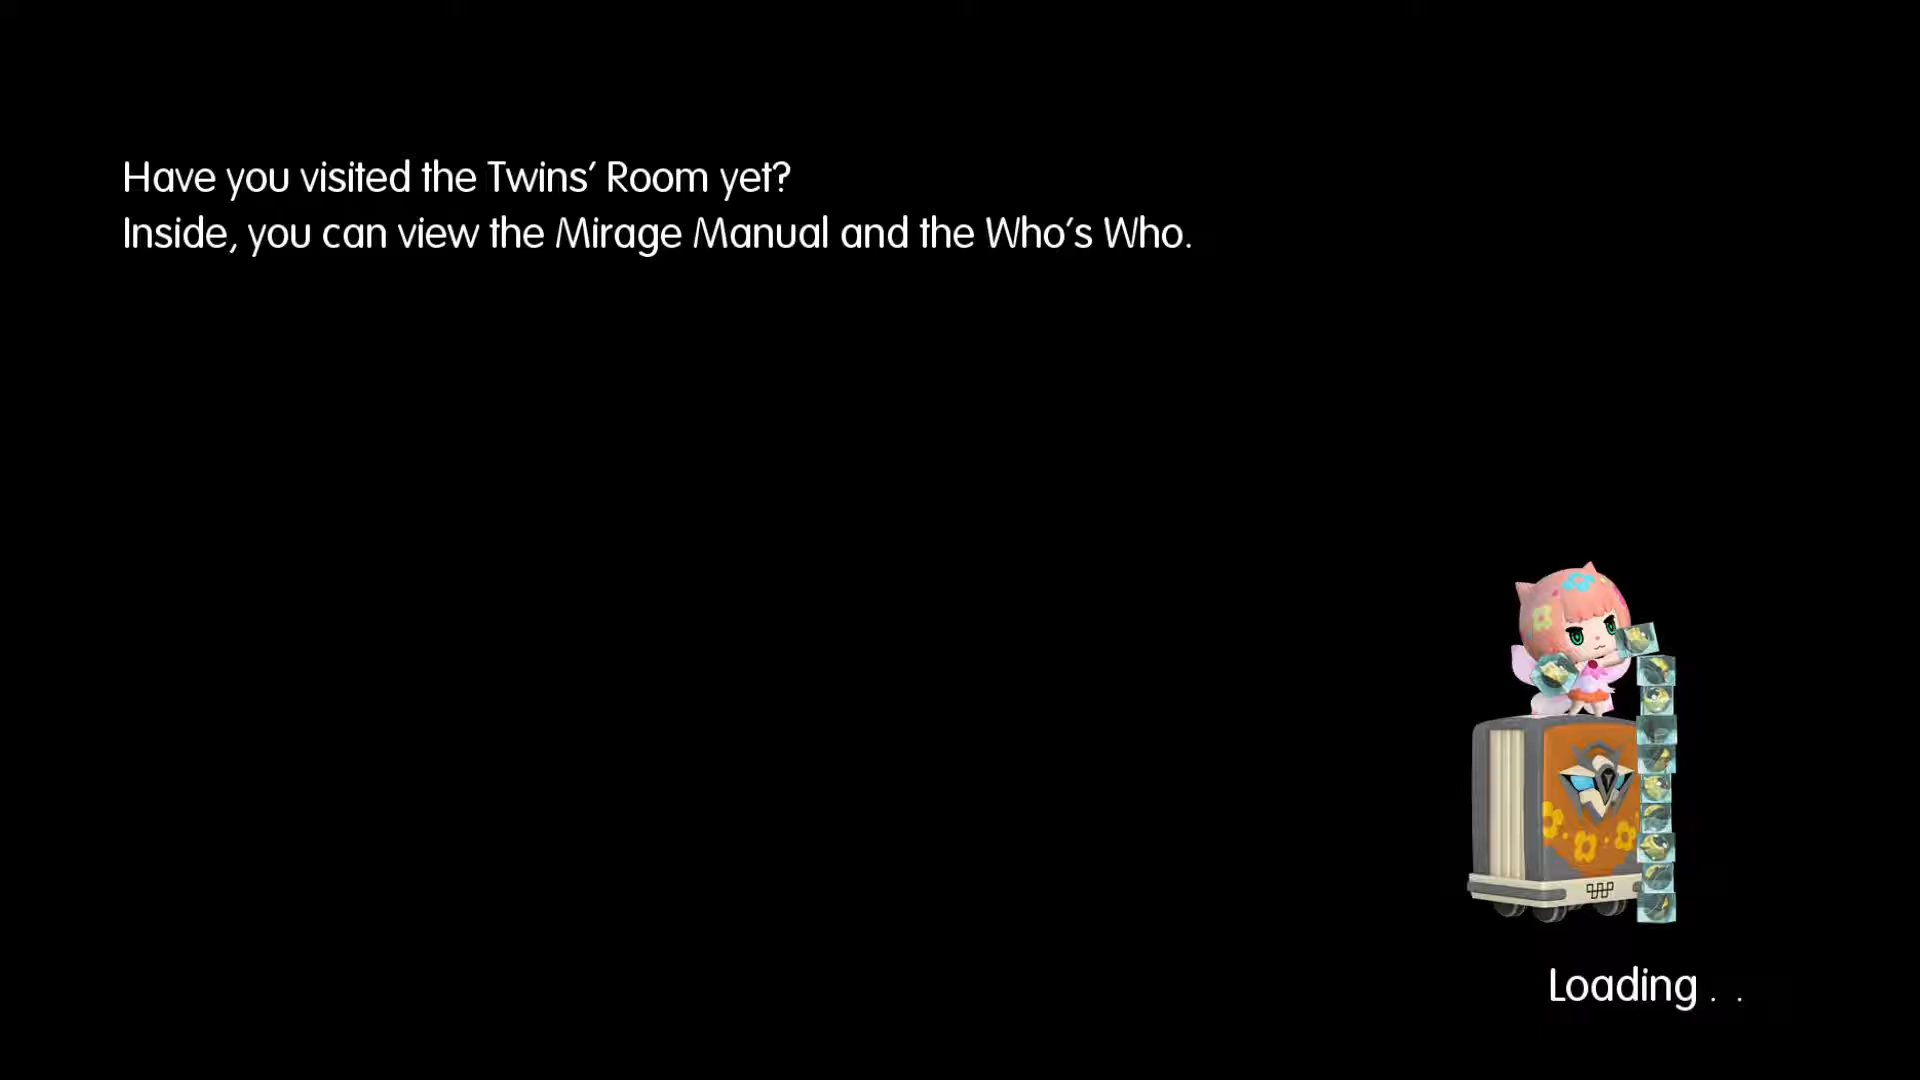 Have you visited the Twins' Room yet?
Inside, you can view the Mirage Manual and the Who's Who.
Loading . .